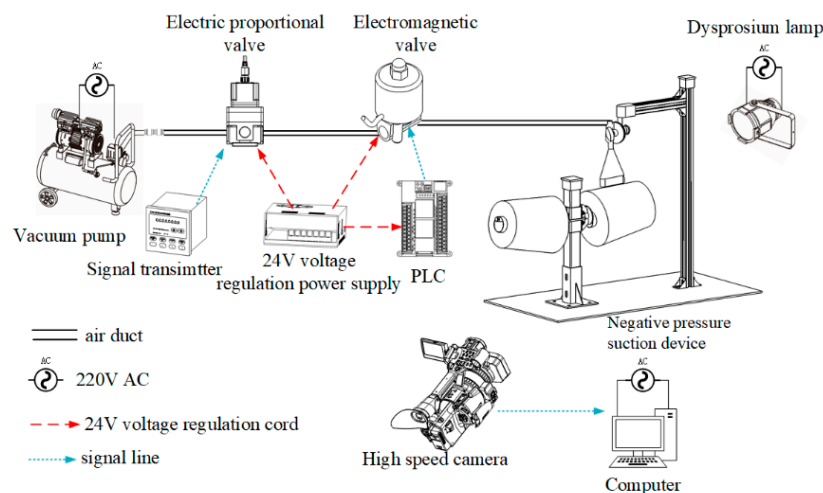 Electric proportional
valve
Electromagnetic
valve
Dysprosium lamp
AC
AC
Vacuum pump
Signal transimtter
24V voltage
regulation power supply
PLC
Negative pressure
suction device
air duct
AC
220V AC
24V voltage regulation cord
signal line
High speed camera
AC
Computer